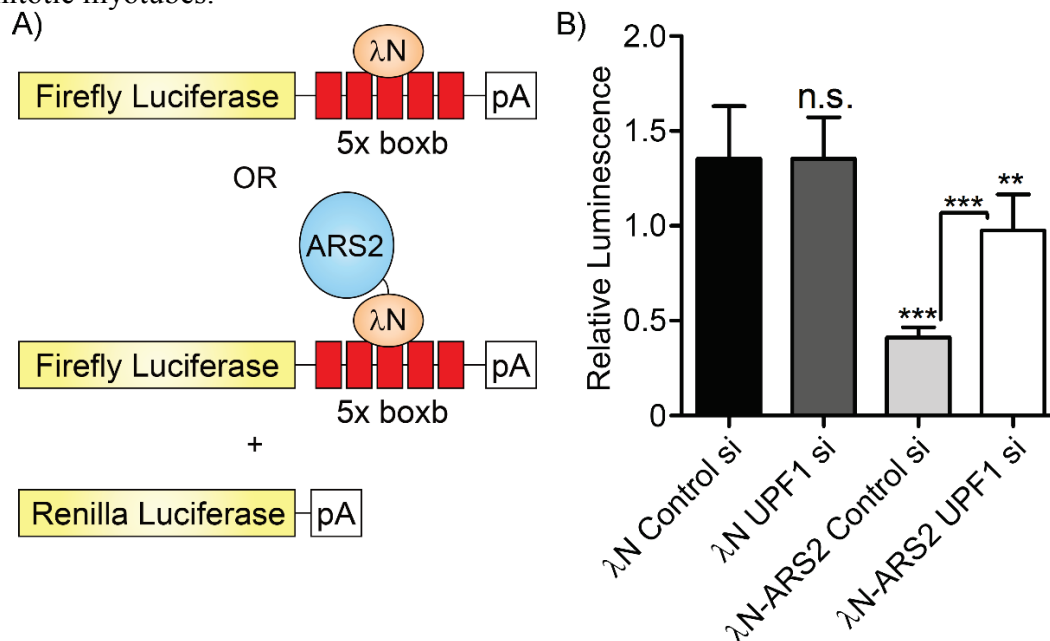 mitotic myotubes.
A)
λN
Firefly Luciferase
pA
5x boxb
OR
ARS2
λN
Firefly Luciferase
pA
5x boxb
+
Renilla Luciferase
pA
B)
Relative Luminescence
2.0
1.5
1.0
0.5
0
n.s.
***
***
**
λN Control si
λN UPF1 si
λN-ARS2 Control si
λN-ARS2 UPF1 si